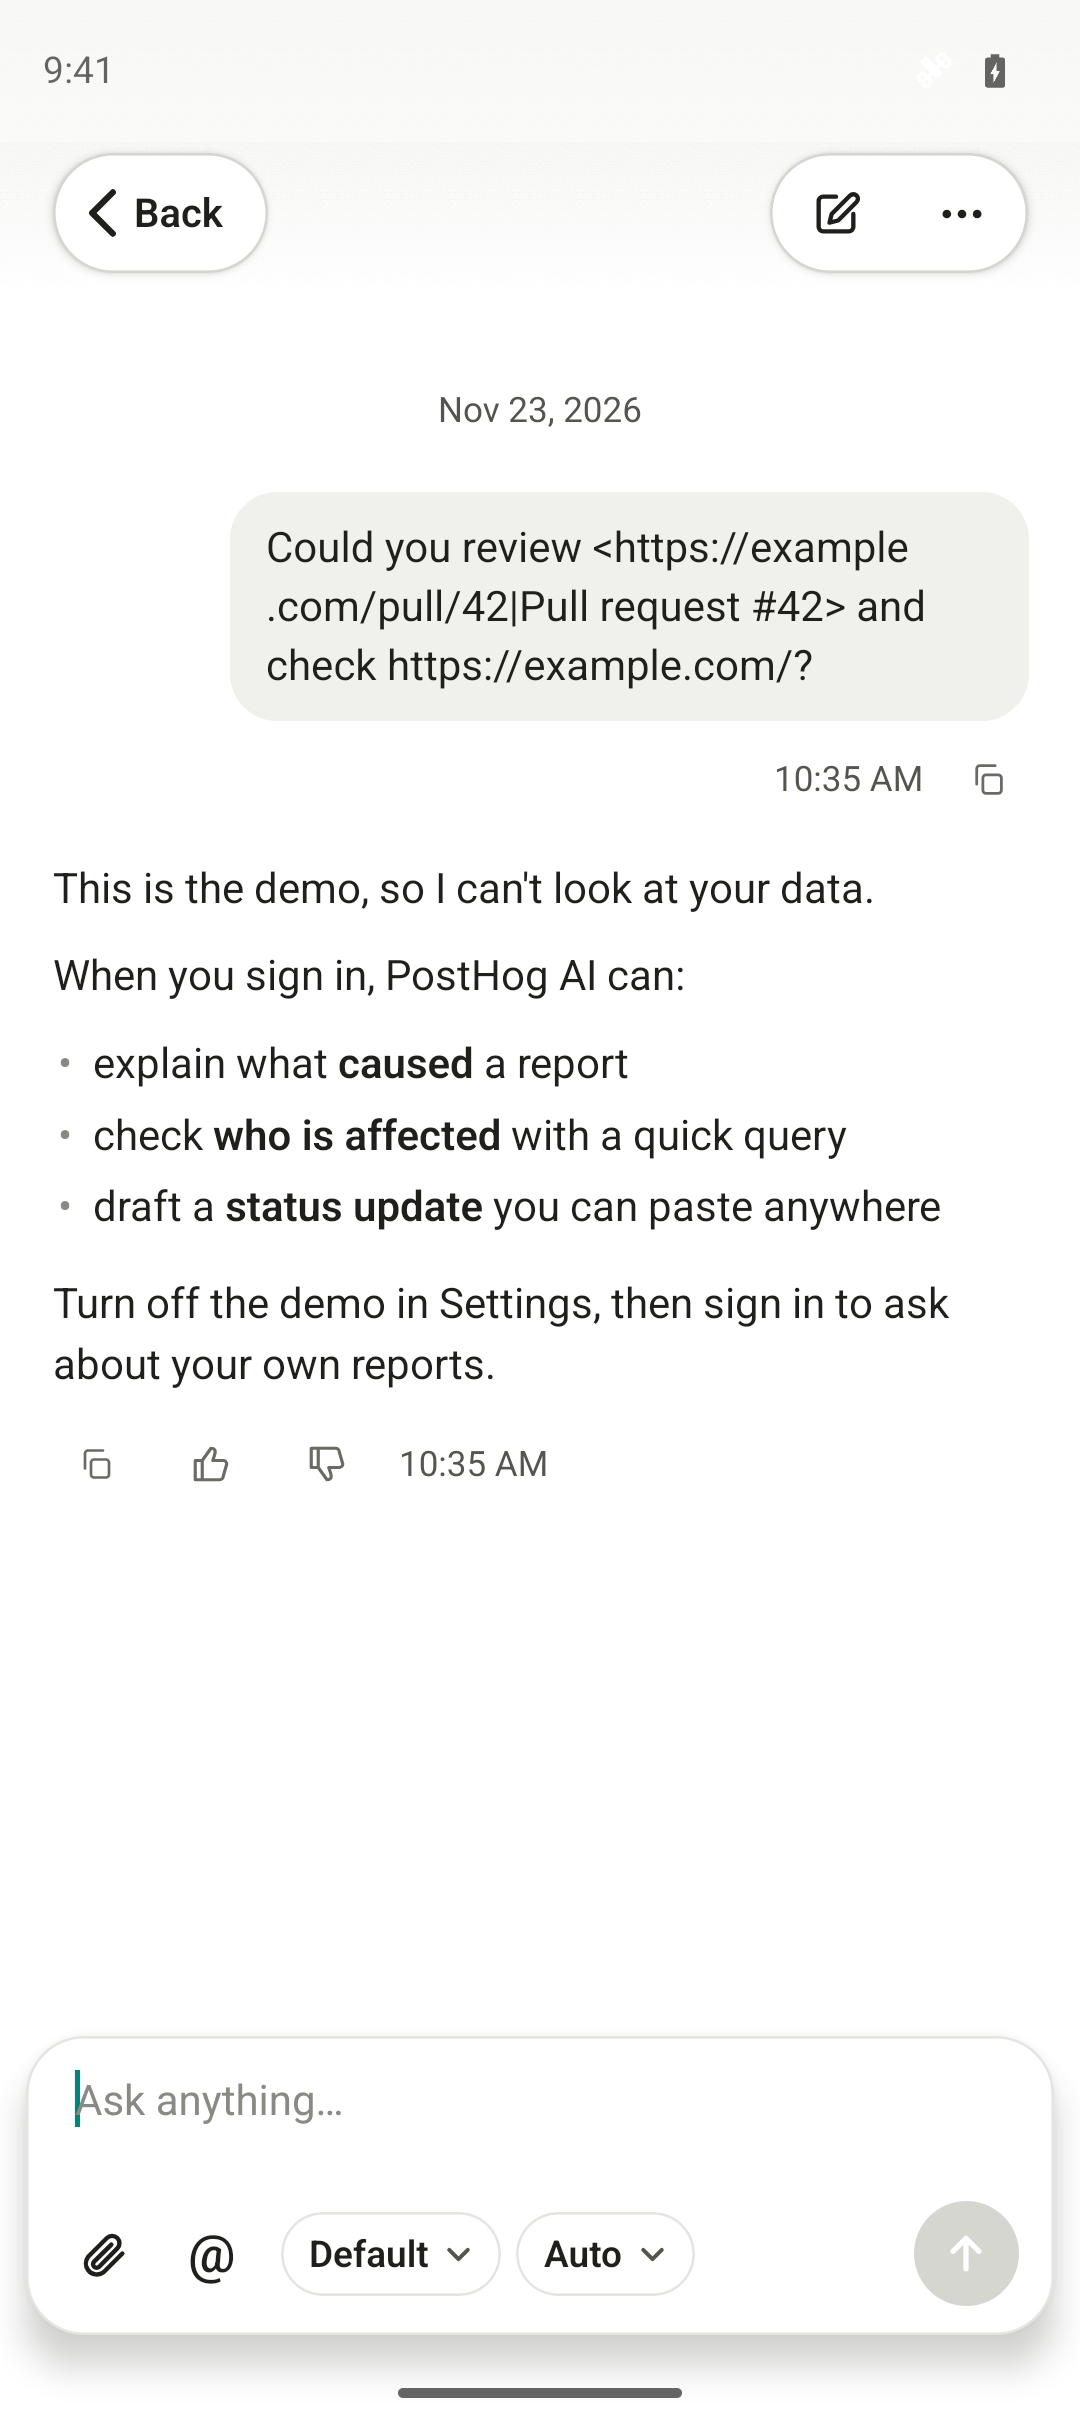 9:41
Back
Nov 23, 2026
Could you review <https://example
.com/pull/42|Pull request #42> and
check https://example.com/?
10:35 AM
This is the demo, so I can't look at your data.
When you sign in, PostHog AI can:
• explain what caused a report
• check who is affected with a quick query
• draft a status update you can paste anywhere
Turn off the demo in Settings, then sign in to ask
about your own reports.
10:35 AM
Ask anything…
@ Default Auto